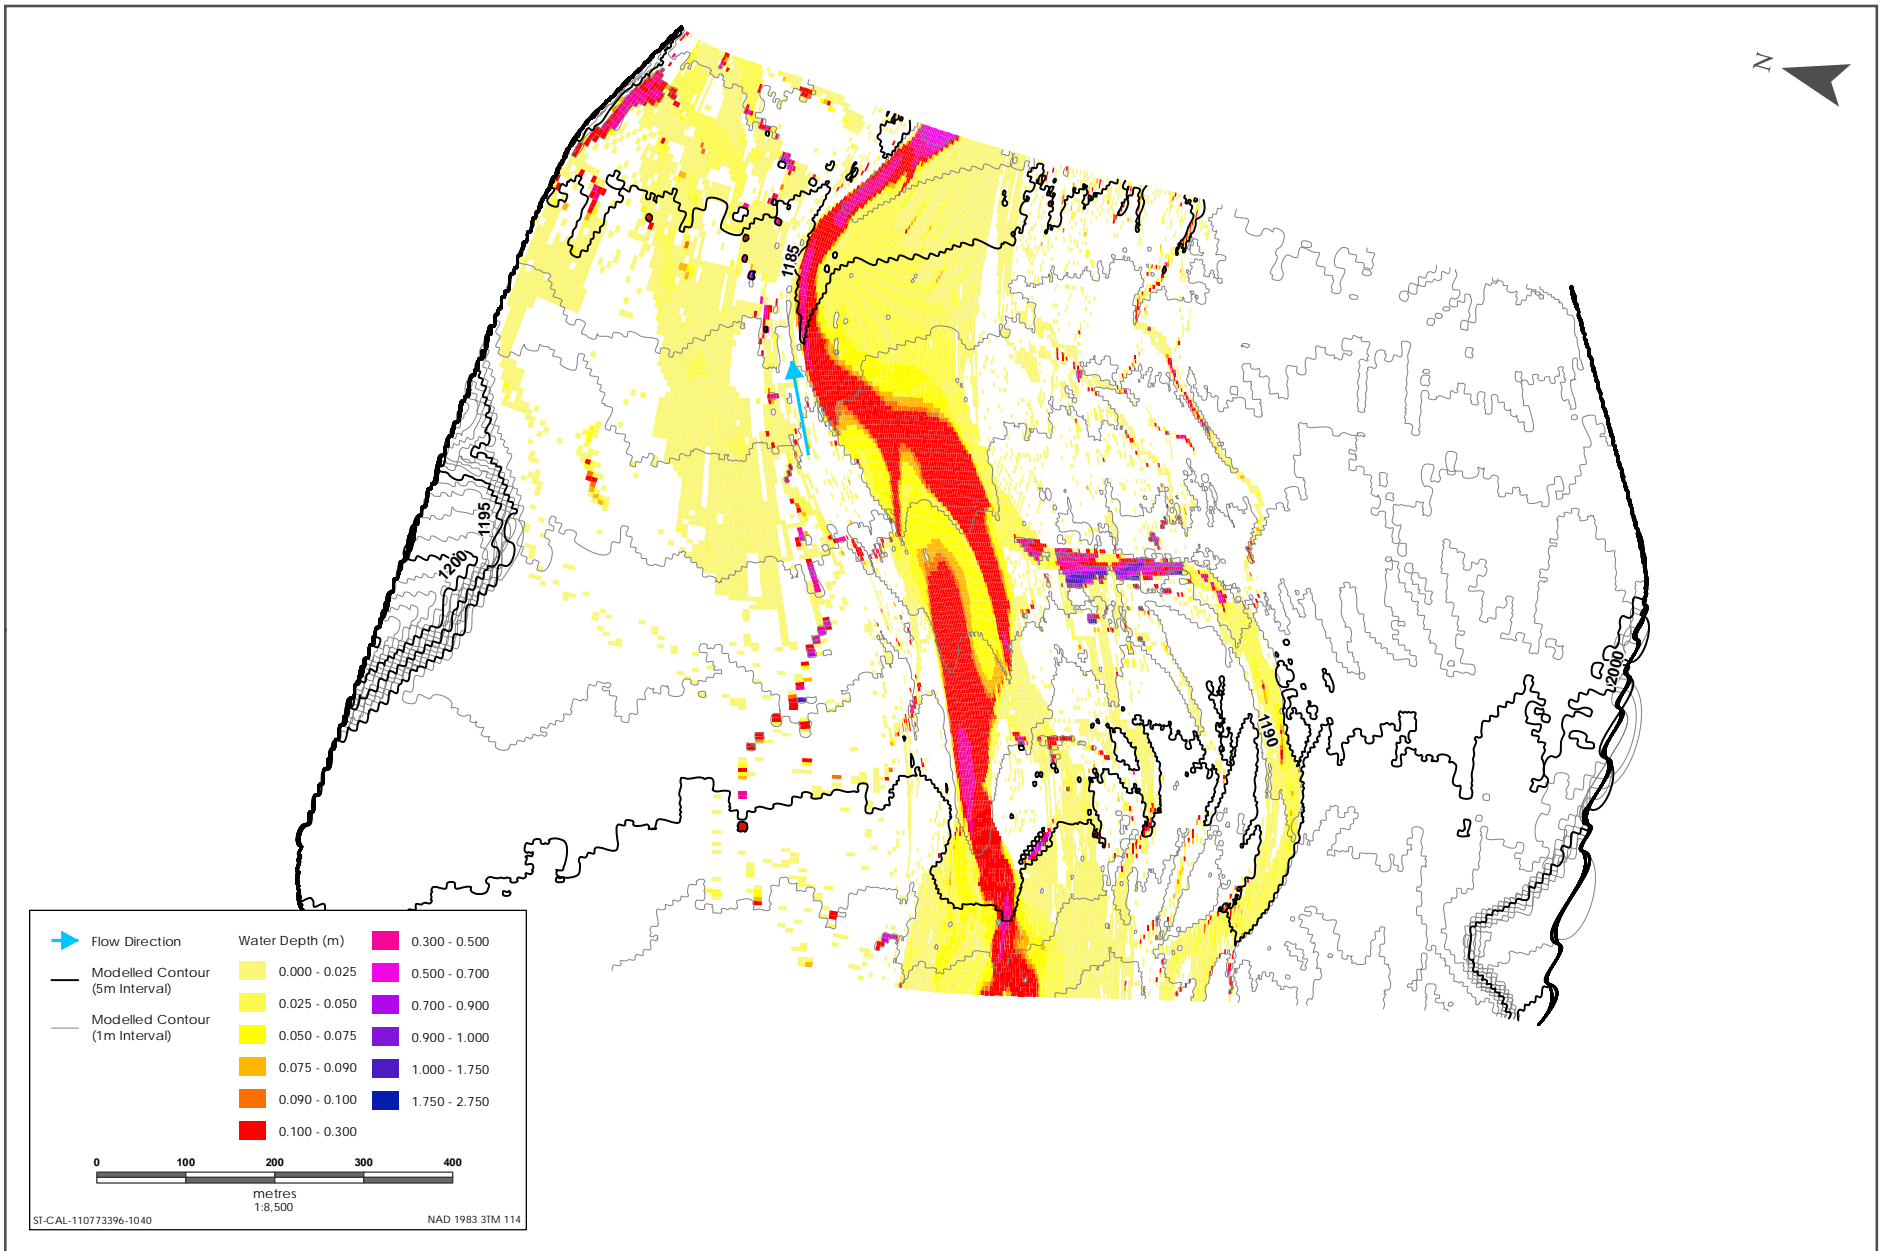 N
1185
1195
1200
1200
1190
Flow Direction
Modelled Contour
(5m Interval)
Modelled Contour
(1m Interval)
Water Depth (m)
0.000 - 0.025
0.025 - 0.050
0.050 - 0.075
0.075 - 0.090
0.090 - 0.100
0.100 - 0.300
0.300 - 0.500
0.500 - 0.700
0.700 - 0.900
0.900 - 1.000
1.000 - 1.750
1.750 - 2.750
0 100 200 300 400
metres
1:8,500
ST-CAL-110773396-1040
NAD 1983 3TM 114